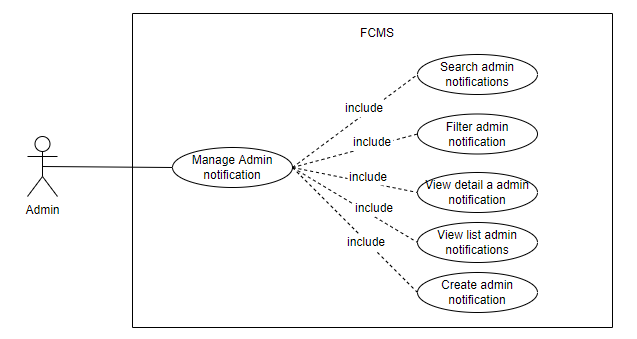 FCMS
Search admin
notifications
include
Filter admin
notification
include
Manage Admin
notification
include
View detail a admin
notification
Admin
include
View list admin
notifications
include
Create admin
notification